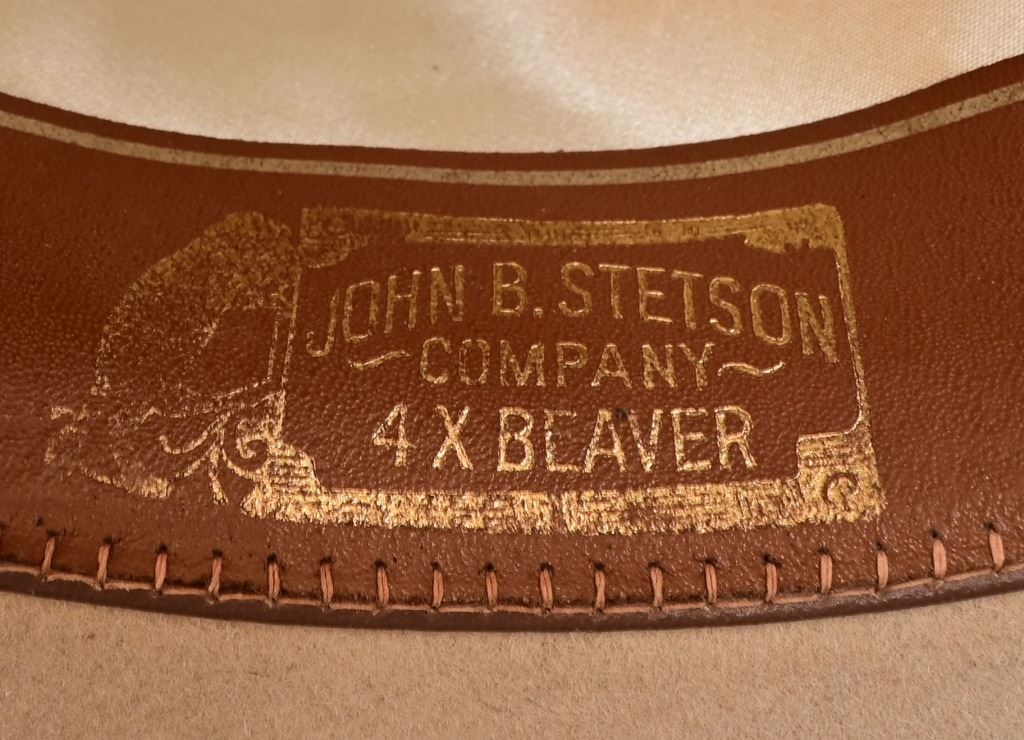 JOHN B. STETSON
~COMPANY~
4 X BEAVER